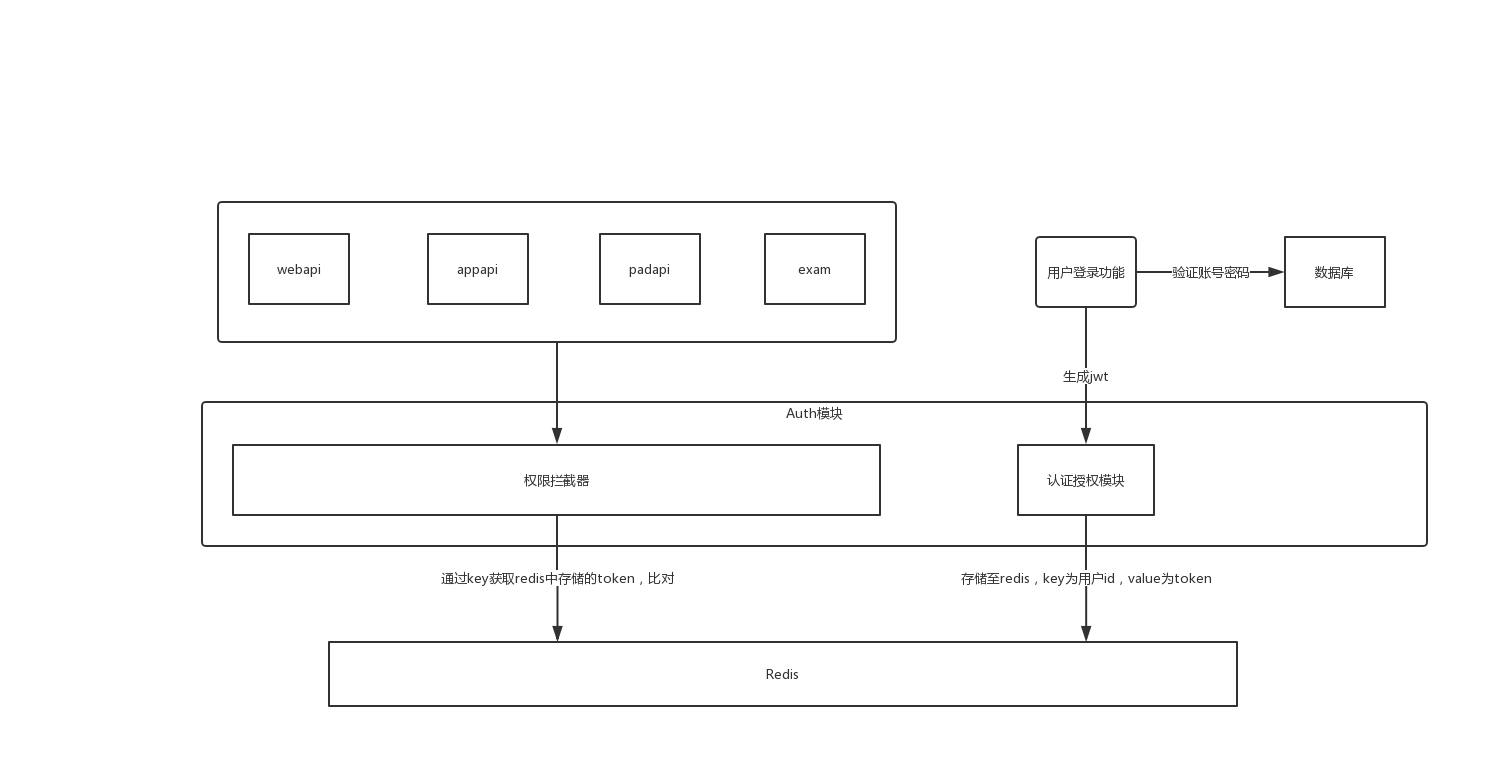 webapi
appapi
padapi
exam
用户登录功能
验证账号密码
数据库
生成jwt
Auth模块
权限拦截器
认证授权模块
通过key获取redis中存储的token，比对
存储至redis，key为用户id，value为token
Redis